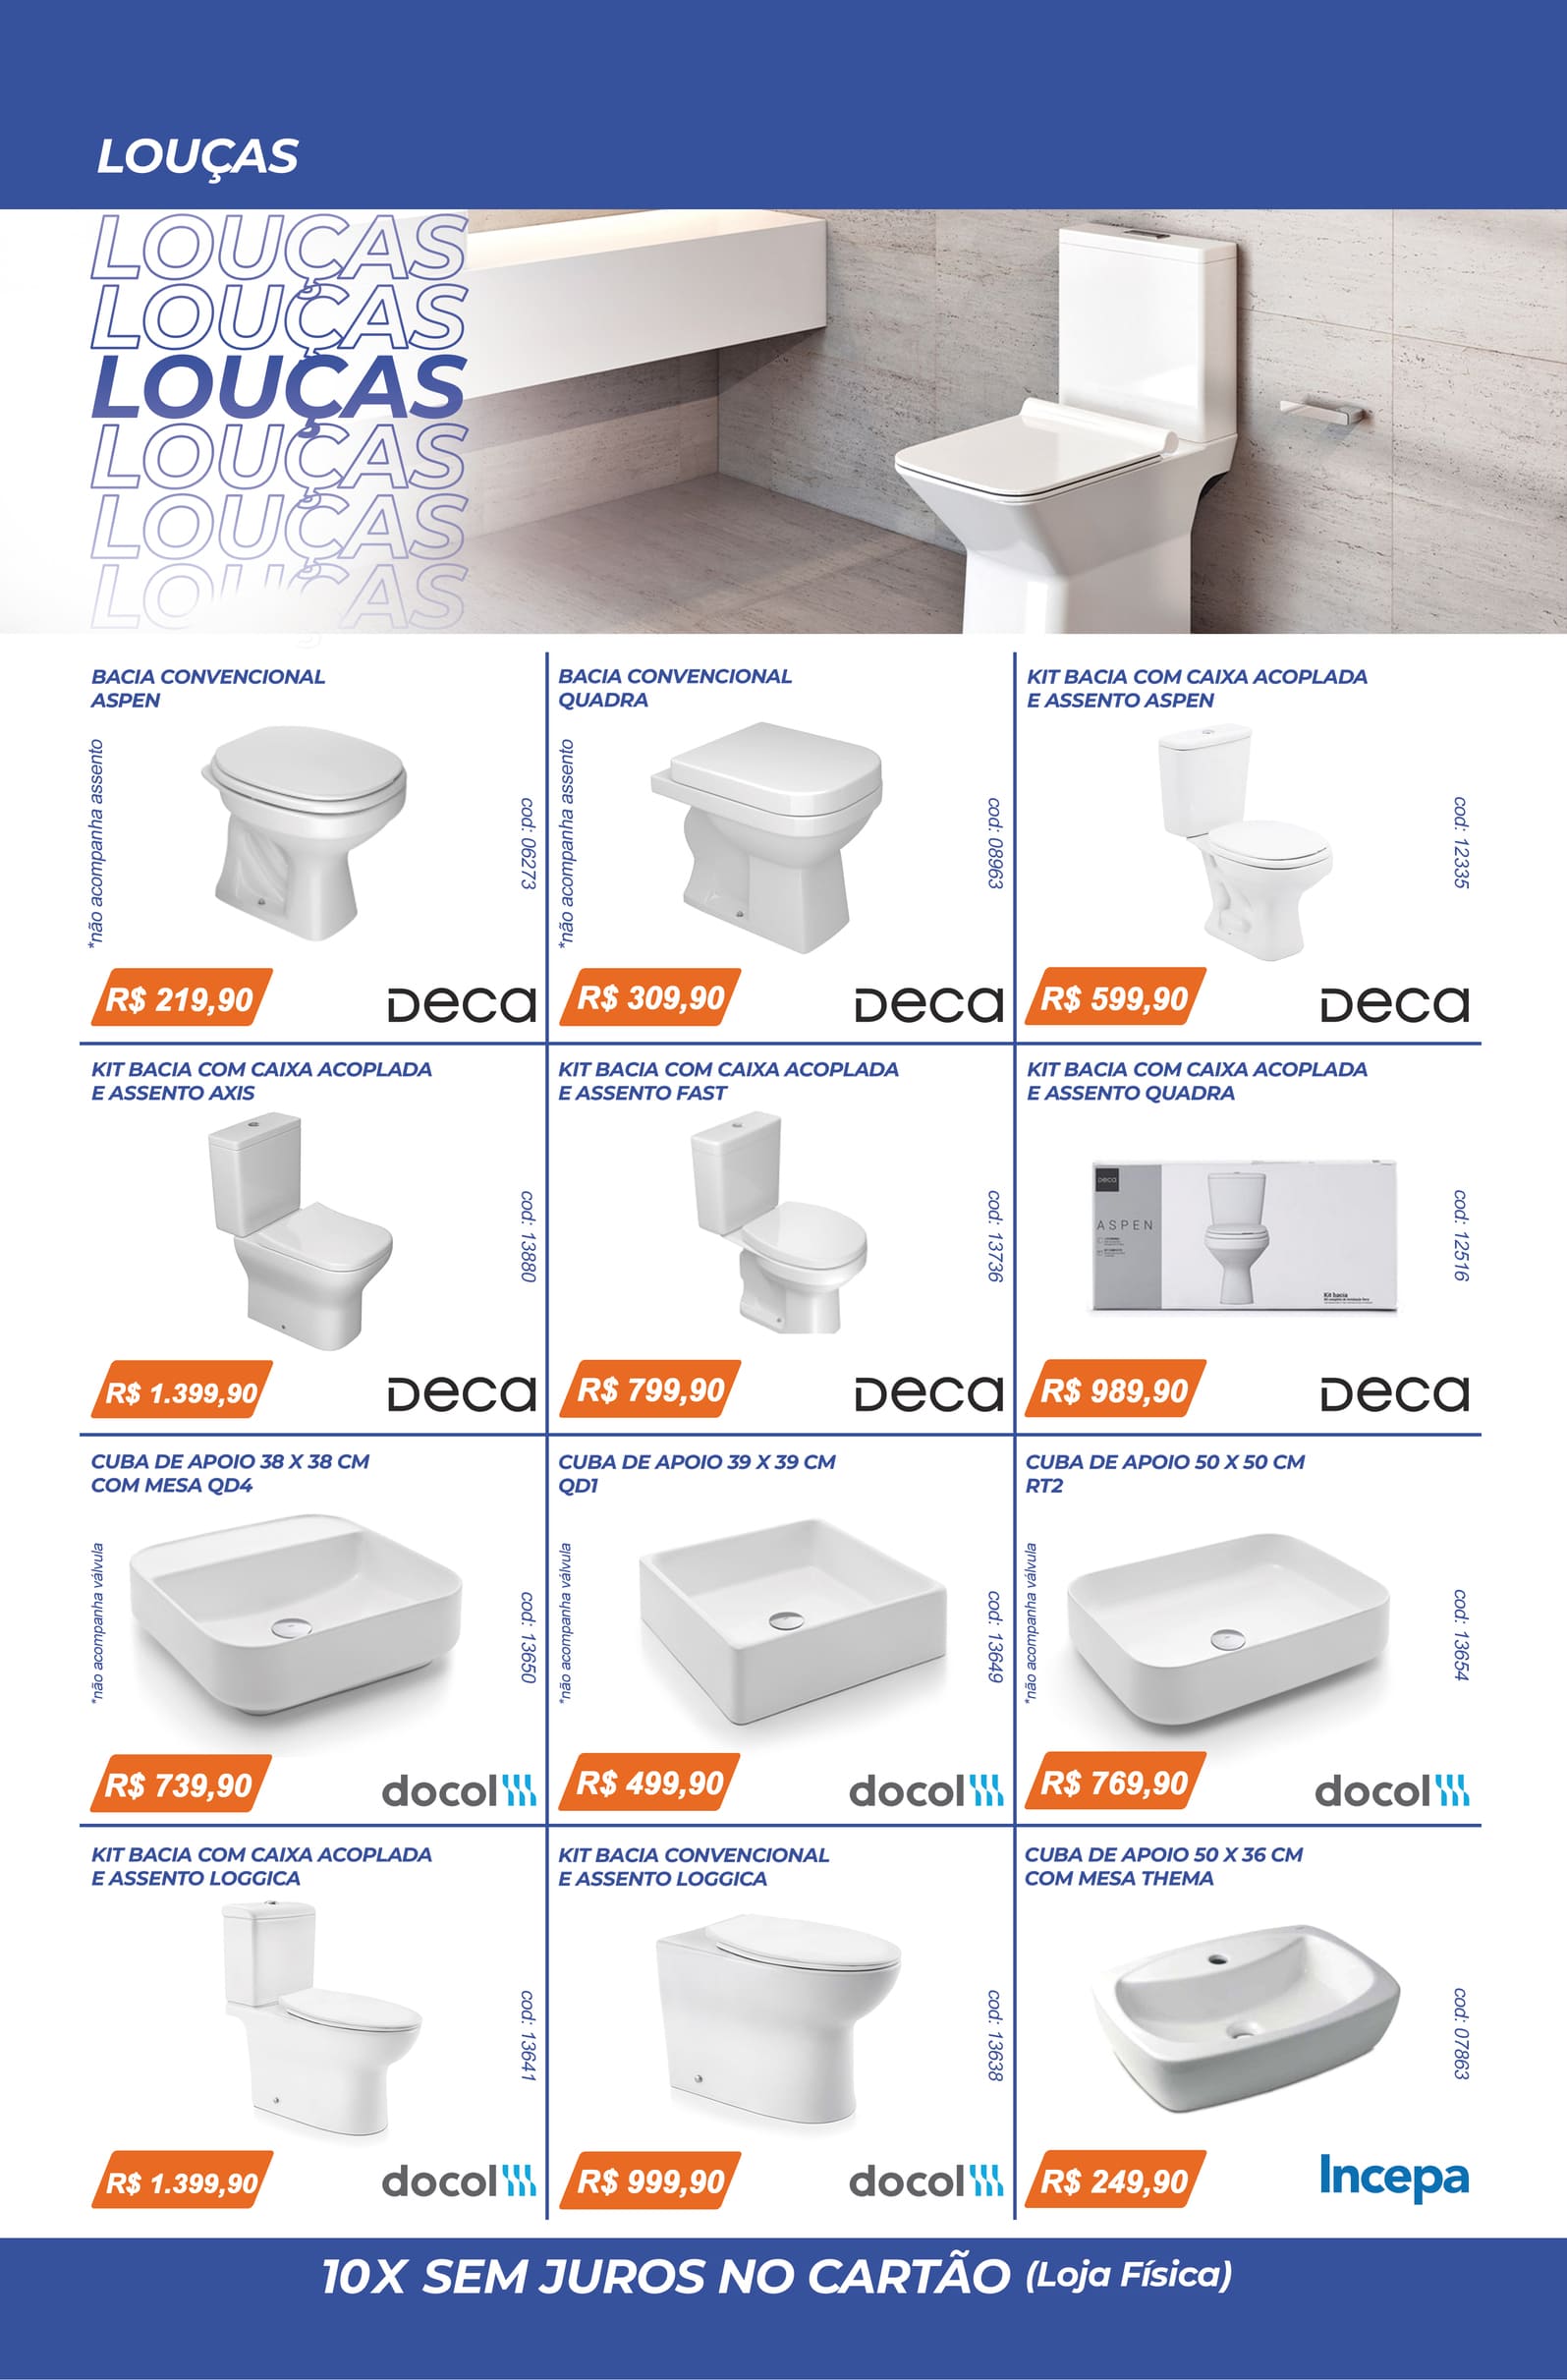 LOUÇAS
LOUÇAS
LOUÇAS
LOUÇAS
LOUÇAS
LOUÇAS
LOUÇAS
BACIA CONVENCIONAL
ASPEN
*não acompanha assento
cod: 06273
R$ 219,90
Deca
BACIA CONVENCIONAL
QUADRA
*não acompanha assento
cod: 08963
R$ 309,90
Deca
KIT BACIA COM CAIXA ACOPLADA
E ASSENTO ASPEN
cod: 12335
R$ 599,90
Deca
KIT BACIA COM CAIXA ACOPLADA
E ASSENTO AXIS
cod: 13880
R$ 1.399,90
Deca
KIT BACIA COM CAIXA ACOPLADA
E ASSENTO FAST
cod: 13736
R$ 799,90
Deca
KIT BACIA COM CAIXA ACOPLADA
E ASSENTO QUADRA
Deca
ASPEN
Kit bacia
cod: 12516
R$ 989,90
Deca
CUBA DE APOIO 38 X 38 CM
COM MESA QD4
*não acompanha válvula
cod: 13650
R$ 739,90
docol
CUBA DE APOIO 39 X 39 CM
QD1
*não acompanha válvula
cod: 13649
R$ 499,90
docol
CUBA DE APOIO 50 X 50 CM
RT2
*não acompanha válvula
cod: 13654
R$ 769,90
docol
KIT BACIA COM CAIXA ACOPLADA
E ASSENTO LOGGICA
cod: 13641
R$ 1.399,90
docol
KIT BACIA CONVENCIONAL
E ASSENTO LOGGICA
cod: 13638
R$ 999,90
docol
CUBA DE APOIO 50 X 36 CM
COM MESA THEMA
cod: 07863
R$ 249,90
Incepa
10X SEM JUROS NO CARTÃO (Loja Física)